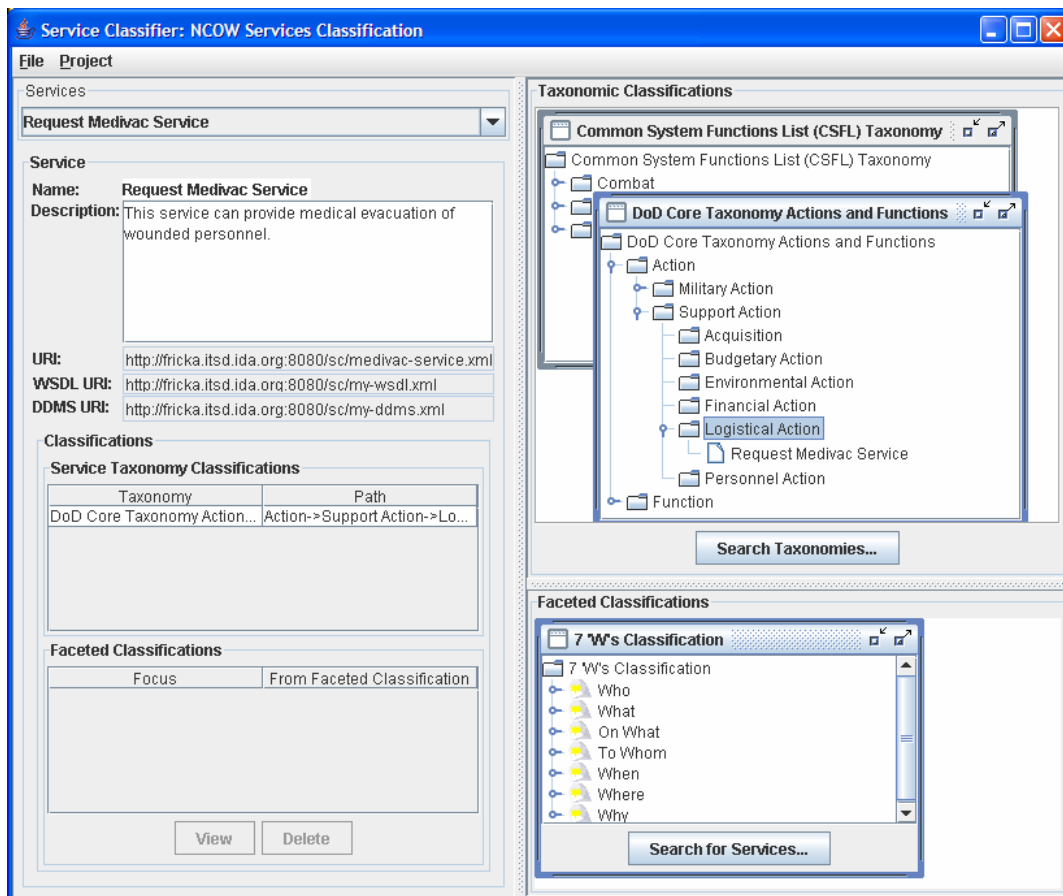 Service Classifier: NCOW Services Classification
File Project
Services
Request Medivac Service
Service
Name: Request Medivac Service
Description: This service can provide medical evacuation of
wounded personnel.
URI: http://fricka.itsd.ida.org:8080/sc/medivac-service.xml
WSDL URI: http://fricka.itsd.ida.org:8080/sc/my-wsdl.xml
DDMS URI: http://fricka.itsd.ida.org:8080/sc/my-ddms.xml
Classifications
Service Taxonomy Classifications
Taxonomy Path
DoD Core Taxonomy Action... Action->Support Action->Lo...
Faceted Classifications
Focus From Faceted Classification
View Delete
Taxonomic Classifications
Common System Functions List (CSFL) Taxonomy
Common System Functions List (CSFL) Taxonomy
Combat
DoD Core Taxonomy Actions and Functions
DoD Core Taxonomy Actions and Functions
Action
Military Action
Support Action
Acquisition
Budgetary Action
Environmental Action
Financial Action
Logistical Action
Request Medivac Service
Personnel Action
Function
Search Taxonomies...
Faceted Classifications
7 'W's Classification
7 'W's Classification
Who
What
On What
To Whom
When
Where
Why
Search for Services...